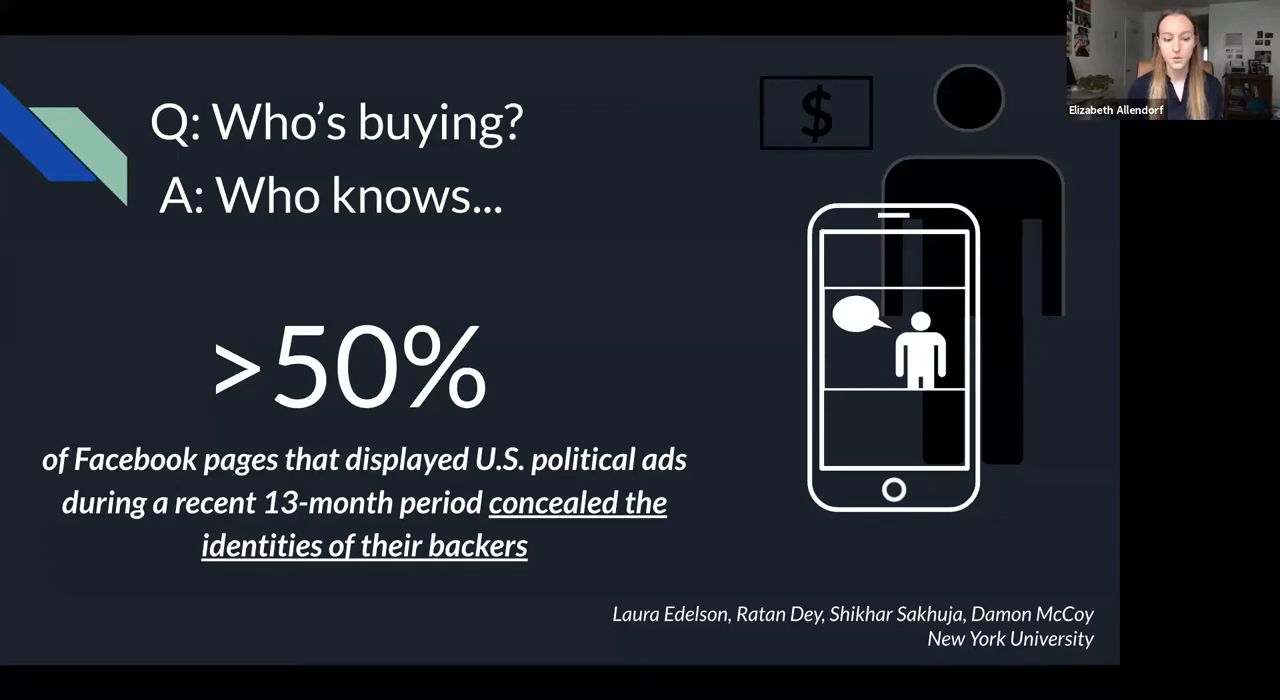 Q: Who's buying?
A: Who knows...
$
Elizabeth Allendorf
>50%
of Facebook pages that displayed U.S. political ads
during a recent 13-month period concealed the
identities of their backers
Laura Edelson, Ratan Dey, Shikhar Sakhuja, Damon McCoy
New York University